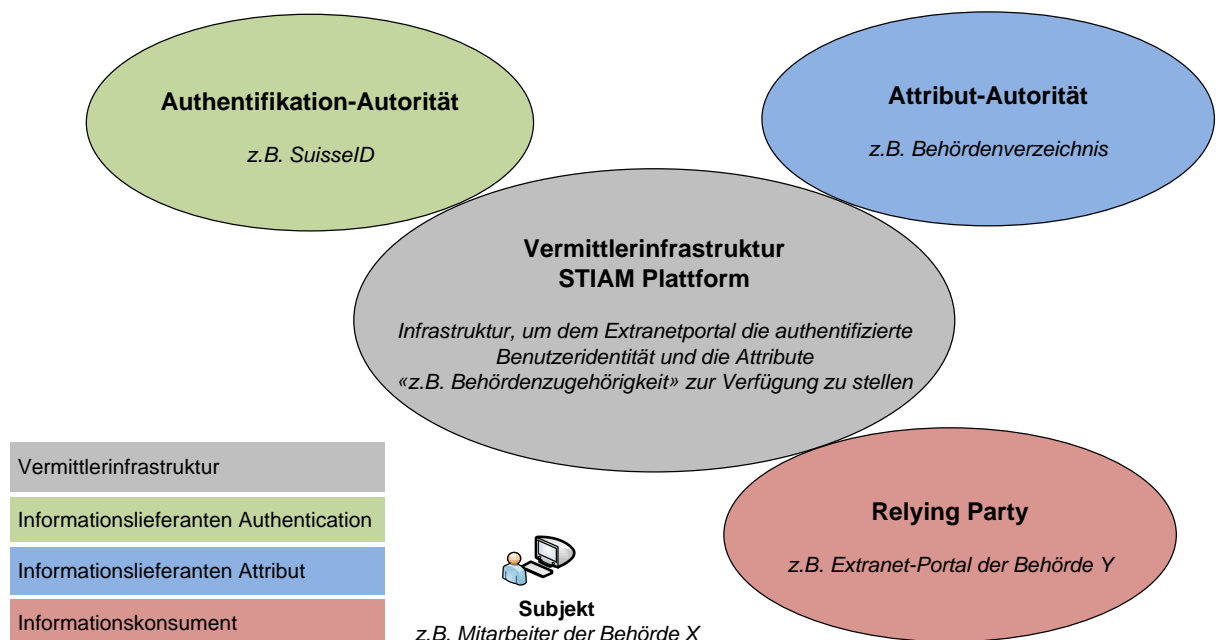 Authentifikation-Autorität
z.B. SuisseID
Attribut-Autorität
z.B. Behördenverzeichnis
Vermittlerinfrastruktur
STIAM Plattform
Infrastruktur, um dem Extranetportal die authentifizierte
Benutzeridentität und die Attribute
«z.B. Behördenzugehörigkeit» zur Verfügung zu stellen
Vermittlerinfrastruktur
Informationslieferanten Authentication
Informationslieferanten Attribut
Informationskonsument
Subjekt
z.B. Mitarbeiter der Behörde X
Relying Party
z.B. Extranet-Portal der Behörde Y